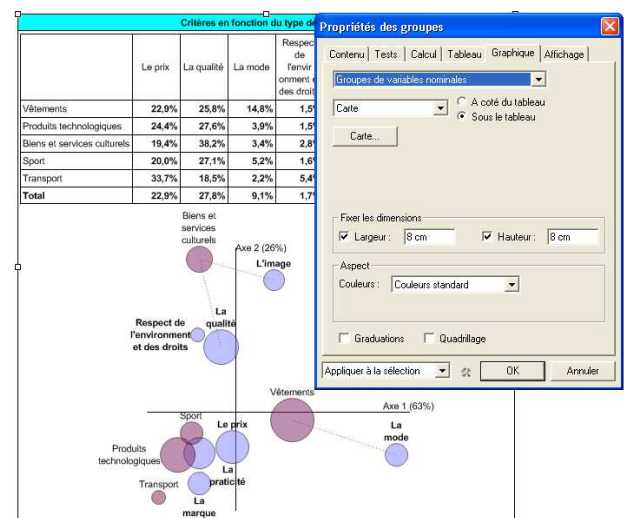 Critères en fonction du type de
Le prix La qualité La mode Respec
de
l'envir
onment e
des droit
Vêtements 22,9% 25,8% 14,8% 1,5
Produits technologiques 24,4% 27,6% 3,9% 1,5
Biens et services culturels 19,4% 38,2% 3,4% 2,8
Sport 20,0% 27,1% 5,2% 1,6
Transport 33,7% 18,5% 2,2% 5,4
Total 22,9% 27,8% 9,1% 1,7
Propriétés des groupes
Contenu Tests Calcul Tableau Graphique Affichage
Groupes de variables nominales
Carte
A coté du tableau
Sous le tableau
Carte...
Fixer les dimensions
Largeur : 8 cm Hauteur : 8 cm
Aspect
Couleurs : Couleurs standard
Graduations Quadrillage
Appliquer à la sélection OK Annuler
Biens et
services
culturels
Axe 2 (26%)
L'image
La
qualité
Respect de
l'environnement
et des droits
Vêtements
Axe 1 (63%)
La
mode
Sport
Le prix
Produits
technologiques
La
praticité
Transport
La
marque